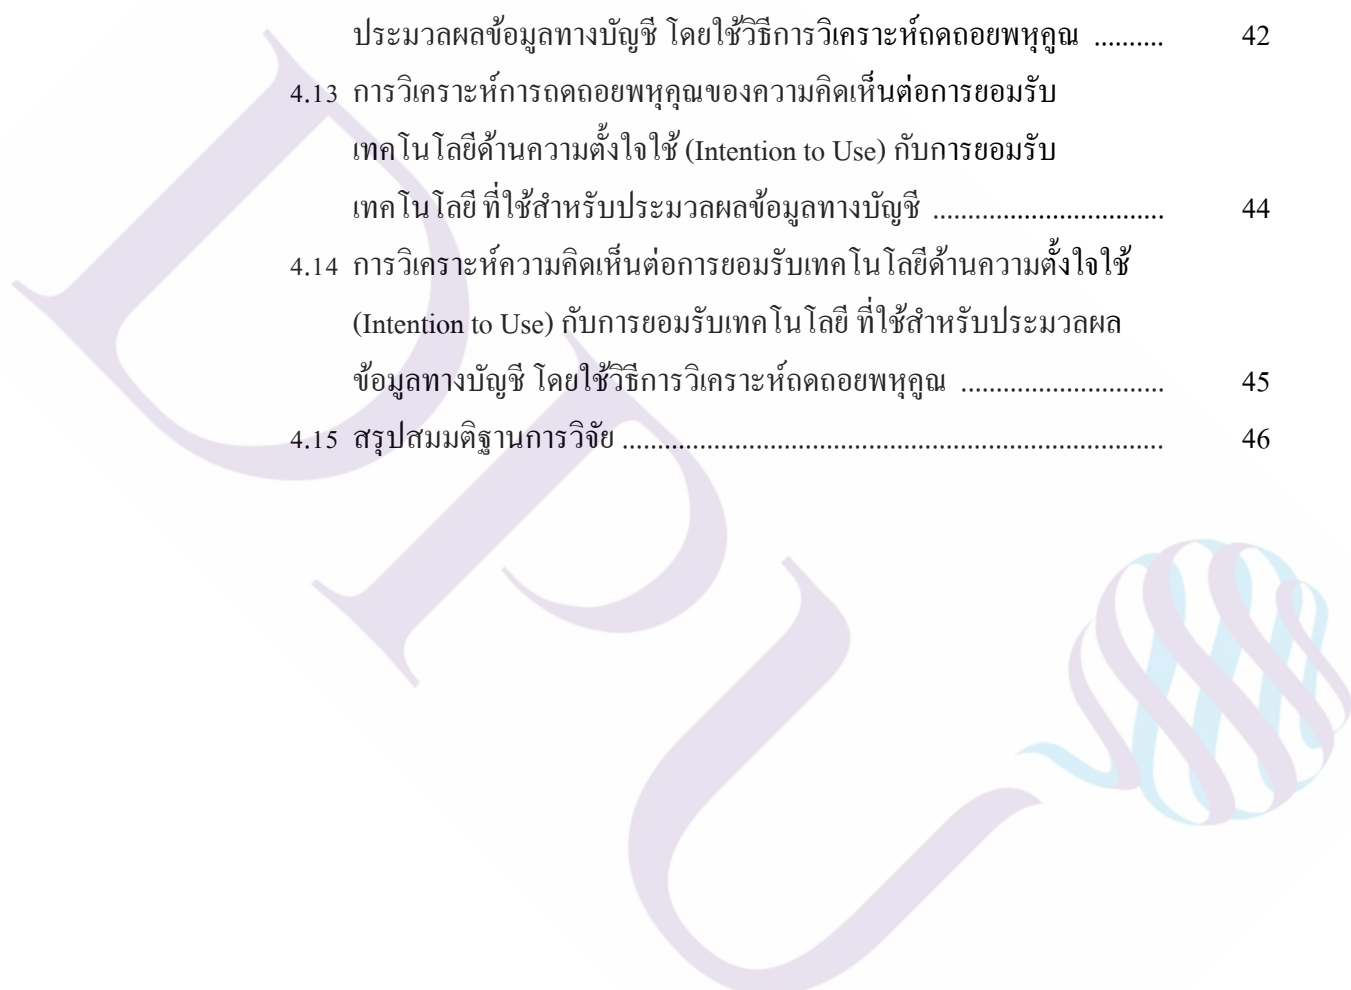 ประมวลผลข้อมูลทางบัญชี โดยใช้วิธีการวิเคราะห์ถดถอยพหุคูณ .......... 42
4.13 การวิเคราะห์การถดถอยพหุคุณของความคิดเห็นต่อการยอมรับ
เทคโนโลยีด้านความตั้งใจใช้ (Intention to Use) กับการยอมรับ
เทคโนโลยี ที่ใช้สำหรับประมวลผลข้อมูลทางบัญชี ................................. 44
4.14 การวิเคราะห์ความคิดเห็นต่อการยอมรับเทคโนโลยีด้านความตั้งใจใช้
(Intention to Use) กับการยอมรับเทคโนโลยี ที่ใช้สำหรับประมวลผล
ข้อมูลทางบัญชี โดยใช้วิธีการวิเคราะห์ถดถอยพหุคูณ ............................. 45
4.15 สรุปสมมติฐานการวิจัย ............................................................................. 46
DPU